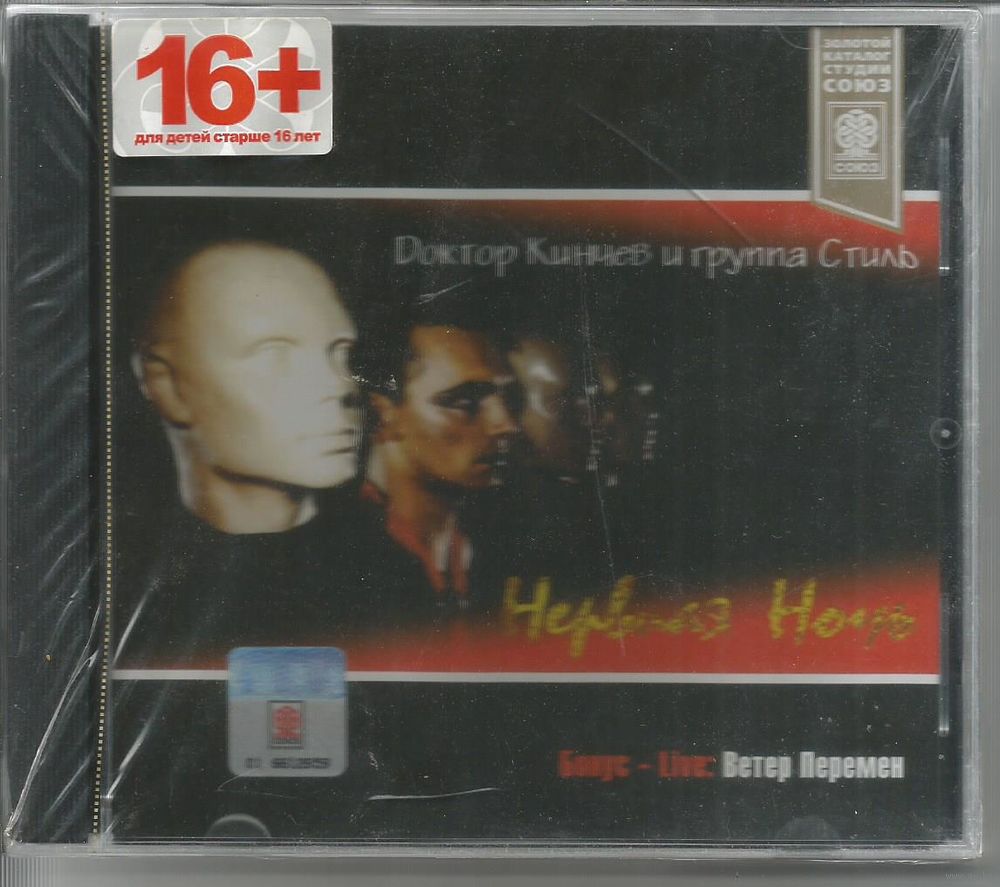 16+
для детей старше 16 лет
ЗОЛОТОЙ
КАТАЛОГ
СТУДИИ
СОЮЗ
СОЮЗ
Доктор Кинчев и группа Стиль
Нервная Ночь
Бонус - Live: Ветер Перемен